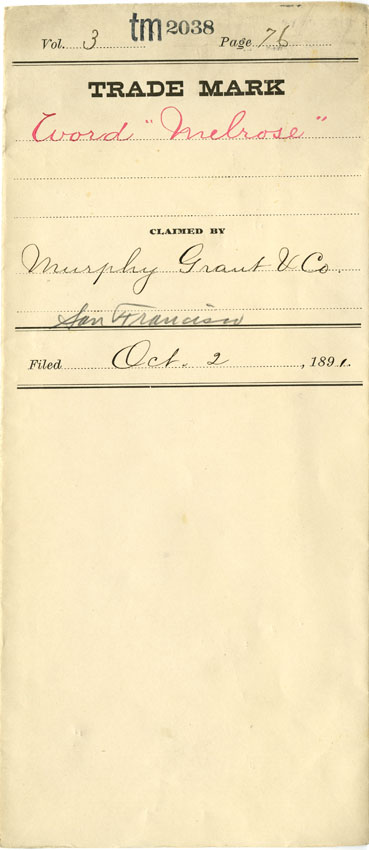 Vol. 3 tm 2038 Page 76
TRADE MARK
Word "Melrose"
CLAIMED BY
Murphy Grant & Co.
San Francisco
Filed Oct. 2, 1891.